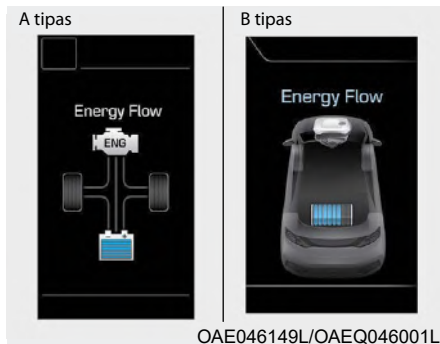 A tipas
B tipas
Energy Flow
ENG
Energy Flow
OAE046149L/OAEQ046001L